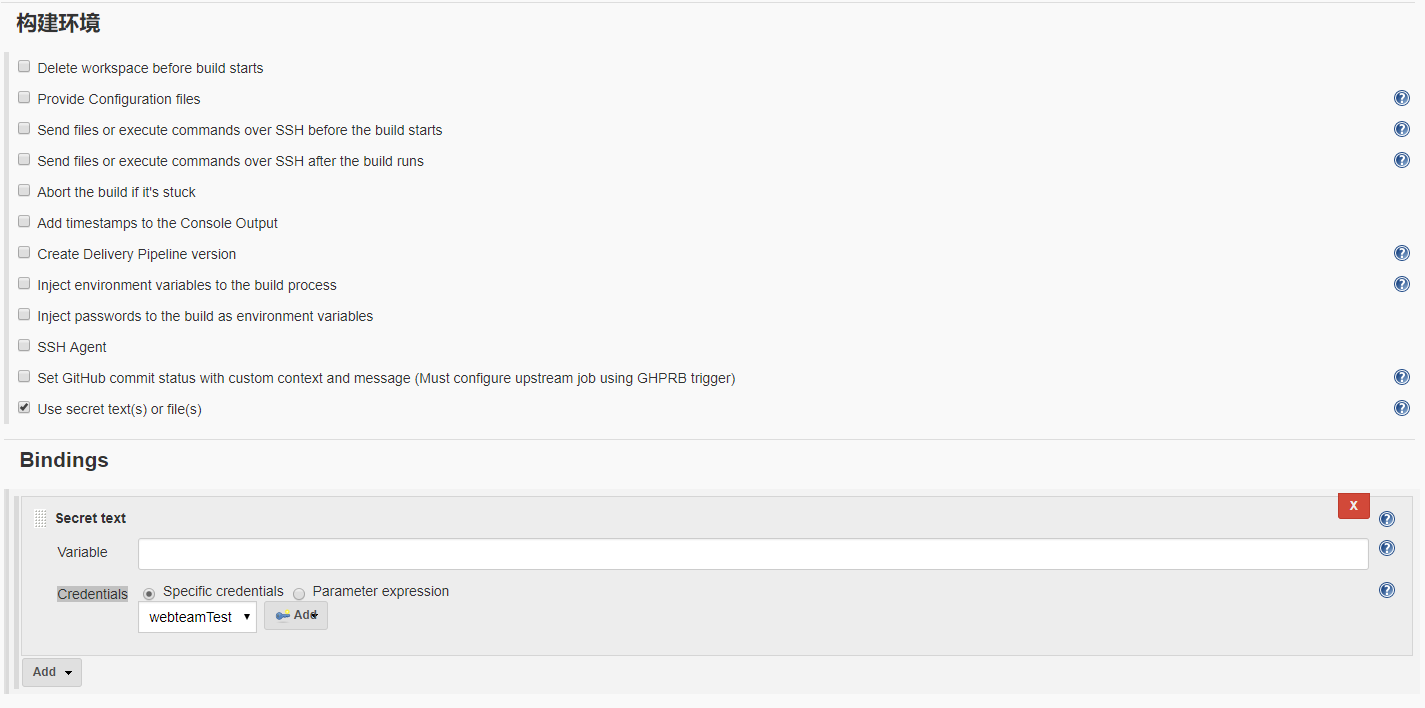 构建环境
Delete workspace before build starts
Provide Configuration files
Send files or execute commands over SSH before the build starts
Send files or execute commands over SSH after the build runs
Abort the build if it's stuck
Add timestamps to the Console Output
Create Delivery Pipeline version
Inject environment variables to the build process
Inject passwords to the build as environment variables
SSH Agent
Set GitHub commit status with custom context and message (Must configure upstream job using GHPRB trigger)
Use secret text(s) or file(s)
Bindings
X
Secret text
Variable
Credentials Specific credentials Parameter expression
webteamTest Add
Add